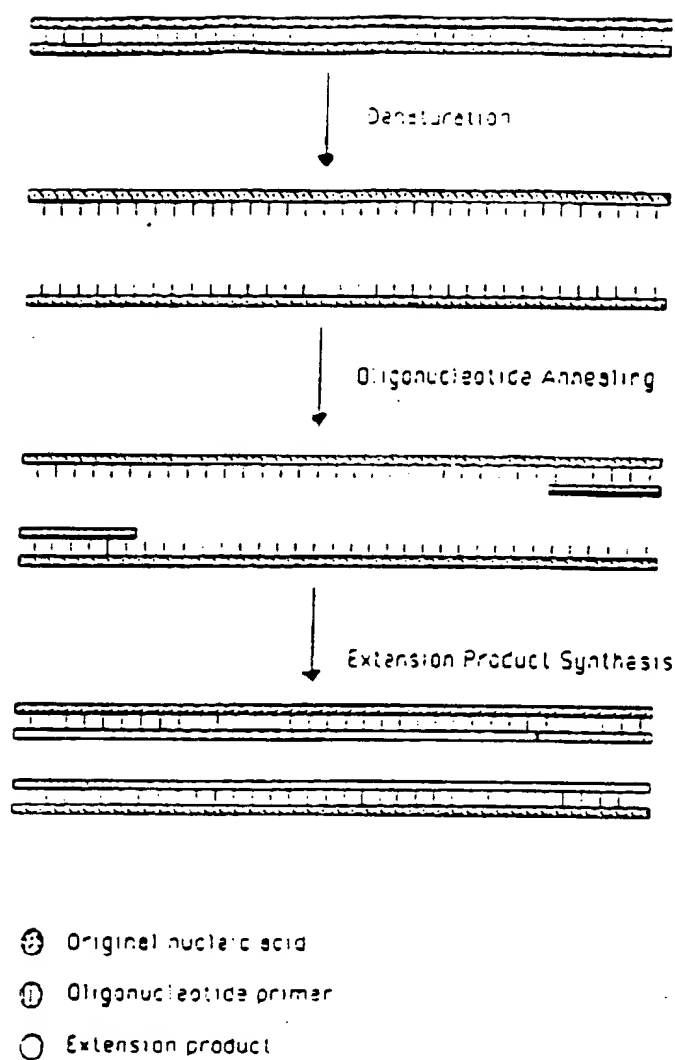 Denaturation
Oligonucleotide Annealing
Extension Product Synthesis
Original nucleic acid
Oligonucleotide primer
Extension product